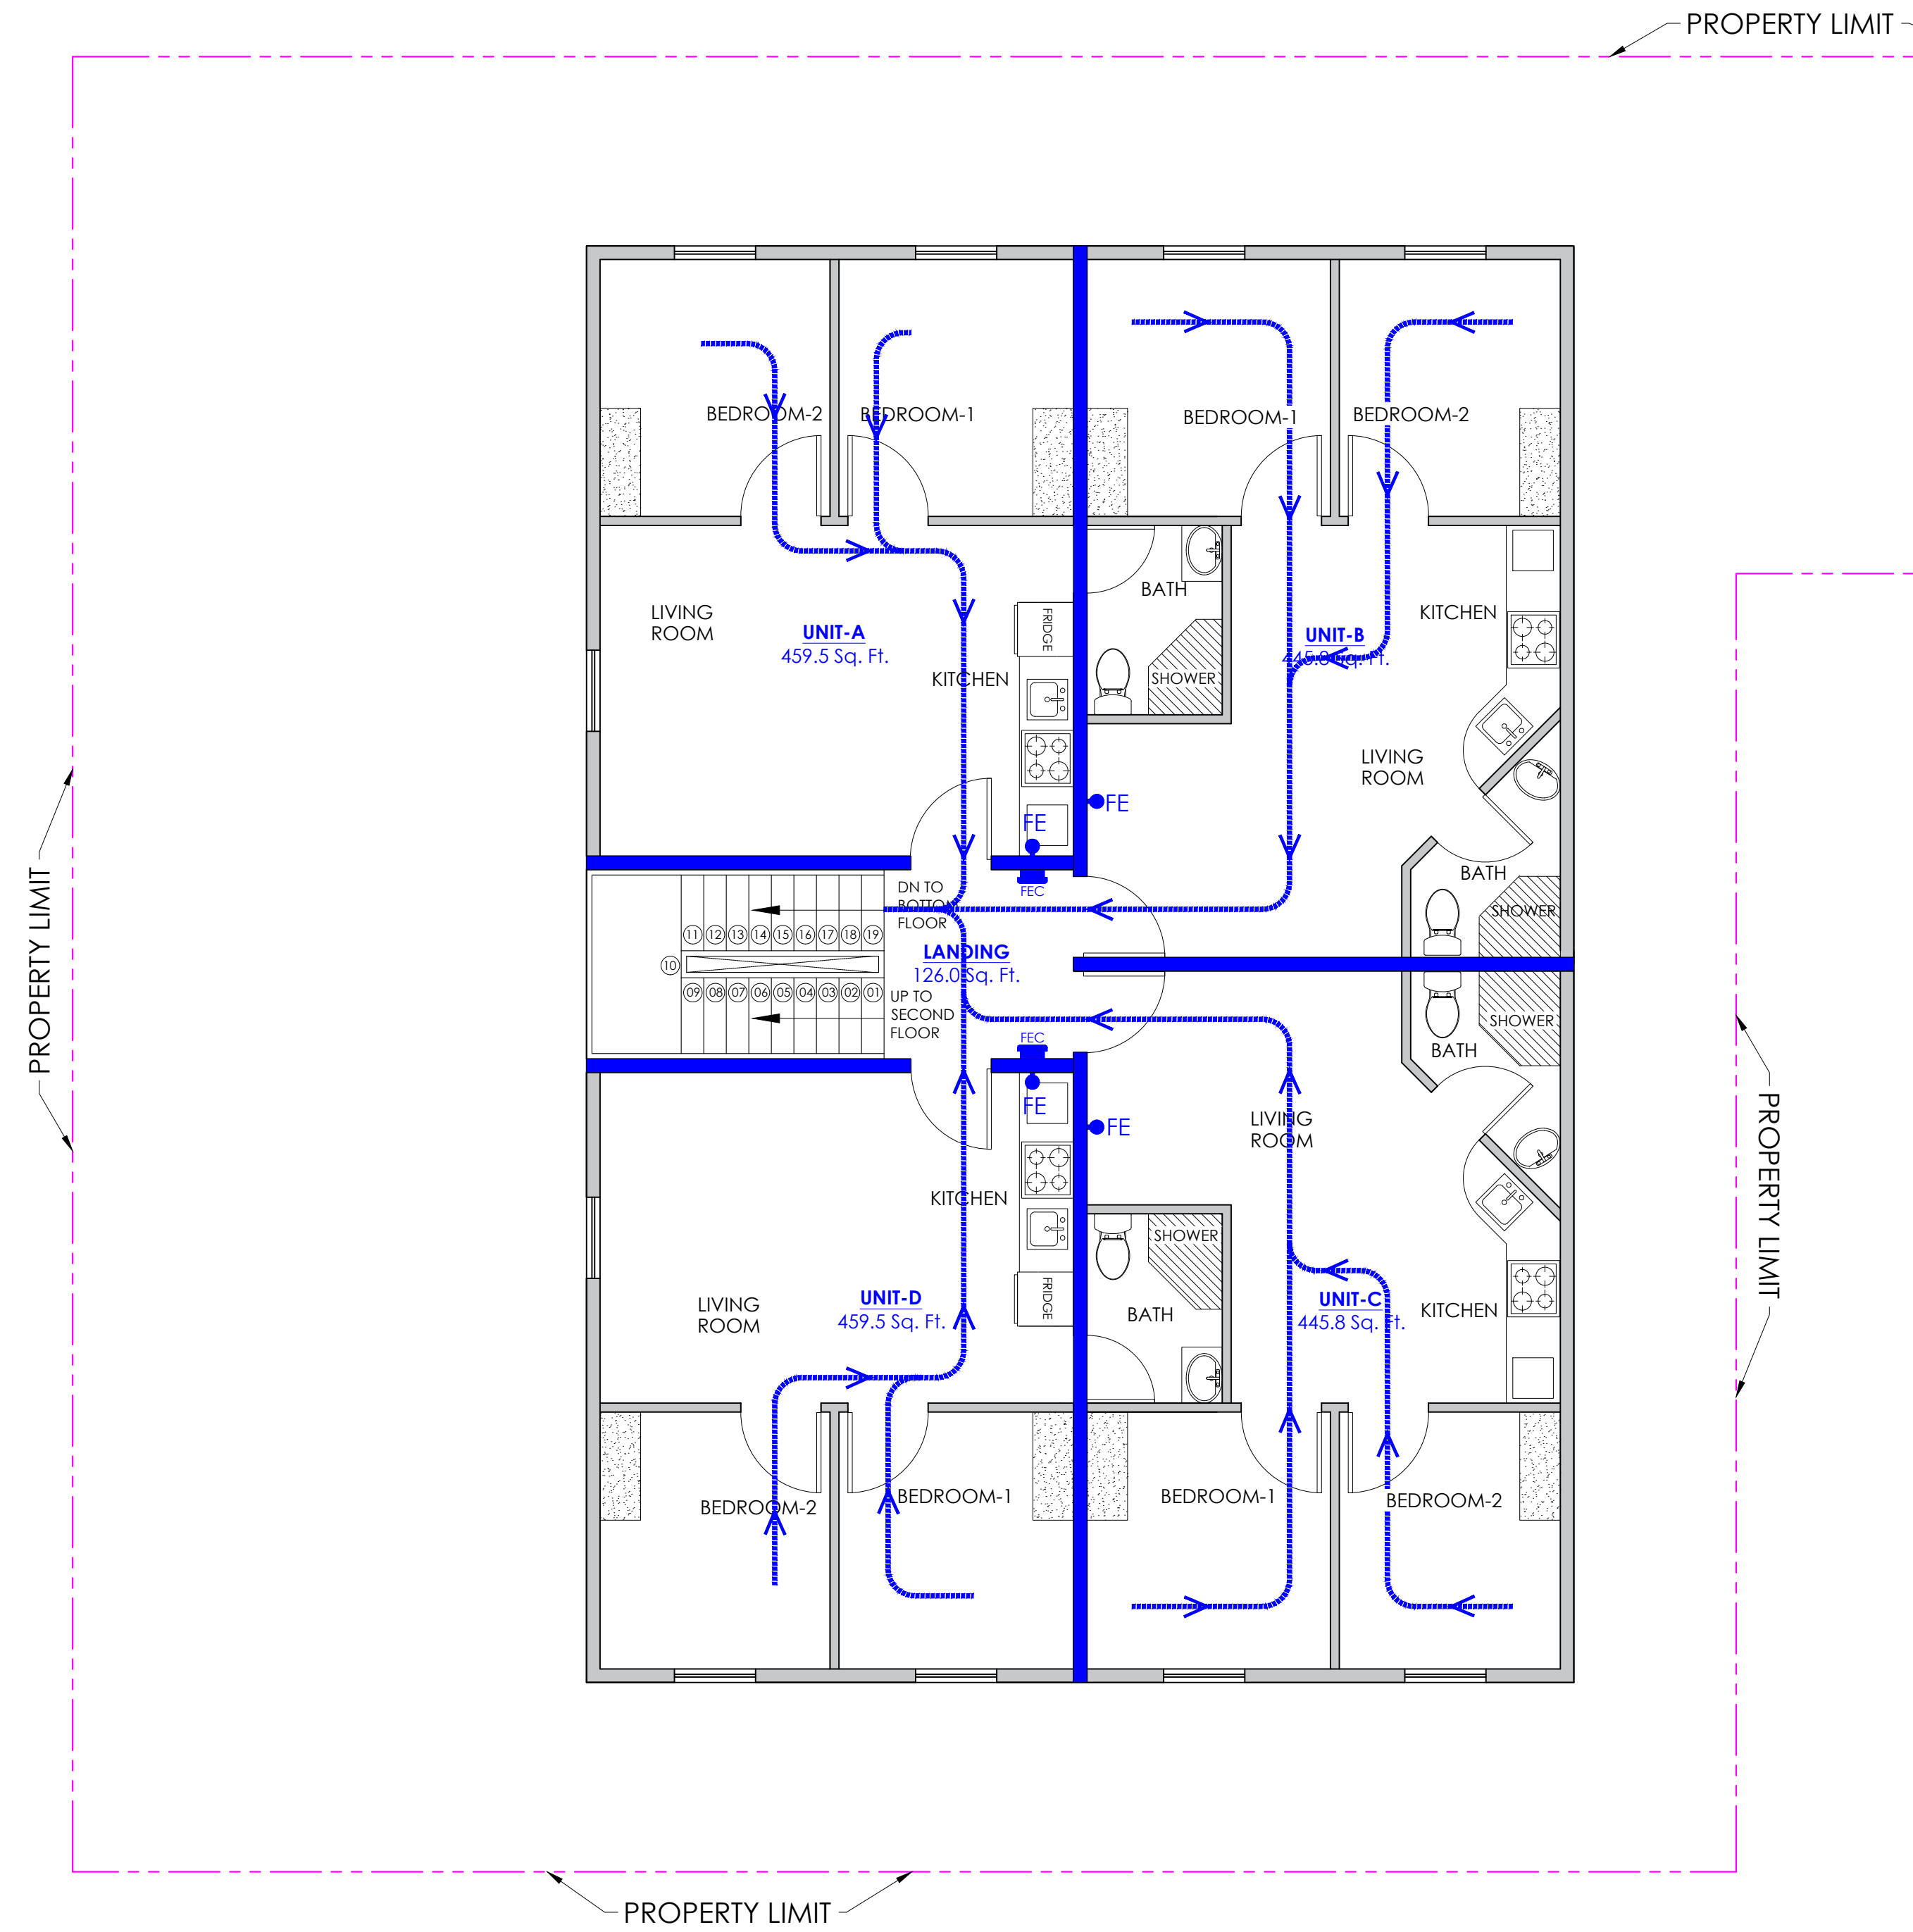 PROPERTY LIMIT
BEDROOM-2
BEDROOM-1
BEDROOM-1
BEDROOM-2
BATH
SHOWER
LIVING
ROOM
UNIT-A
459.5 Sq. Ft.
FRIDGE
KITCHEN
UNIT-B
445.8 Sq. Ft.
KITCHEN
LIVING
ROOM
FE
FE
FEC
DN TO
BOTTOM
FLOOR
BATH
SHOWER
11 12 13 14 15 16 17 18 19
10
LANDING
126.0 Sq. Ft.
09 08 07 06 05 04 03 02 01
UP TO
SECOND
FLOOR
SHOWER
BATH
FEC
FE
FE
PROPERTY LIMIT
PROPERTY LIMIT
LIVING
ROOM
KITCHEN
SHOWER
BATH
FRIDGE
LIVING
ROOM
UNIT-D
459.5 Sq. Ft.
UNIT-C
445.8 Sq. Ft.
KITCHEN
BEDROOM-2
BEDROOM-1
BEDROOM-1
BEDROOM-2
PROPERTY LIMIT